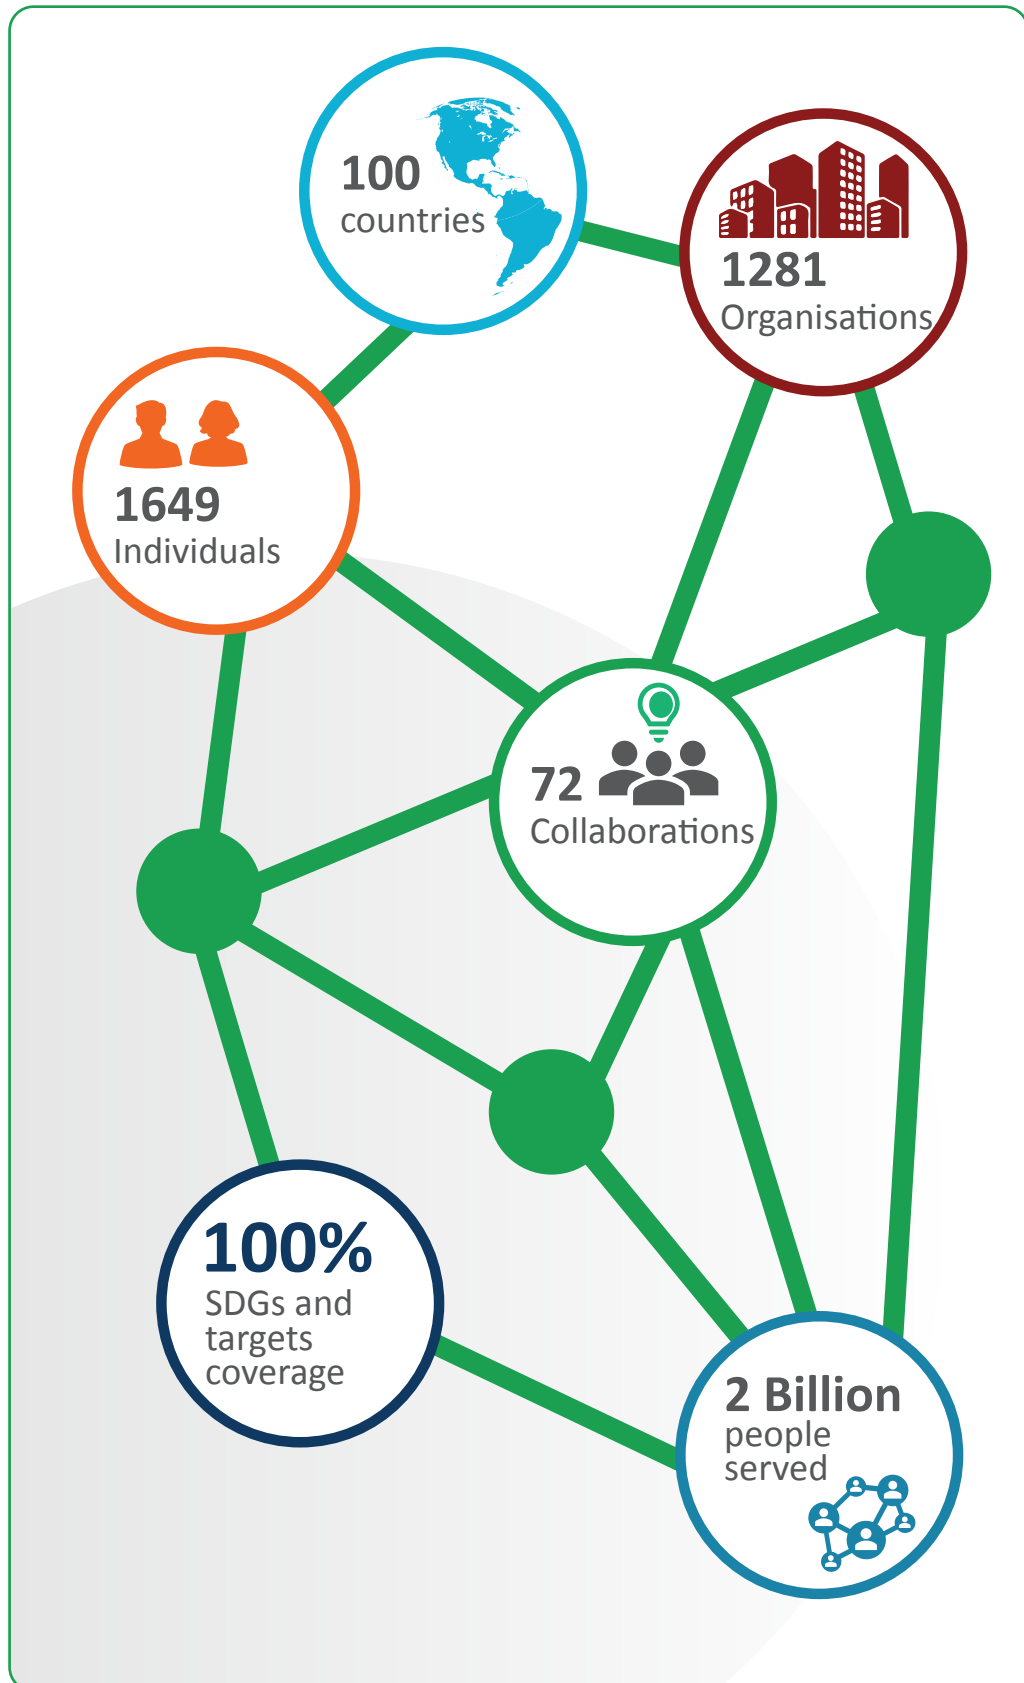 100
countries
1281
Organisations
1649
Individuals
72
Collaborations
100%
SDGs and
targets
coverage
2 Billion
people
served